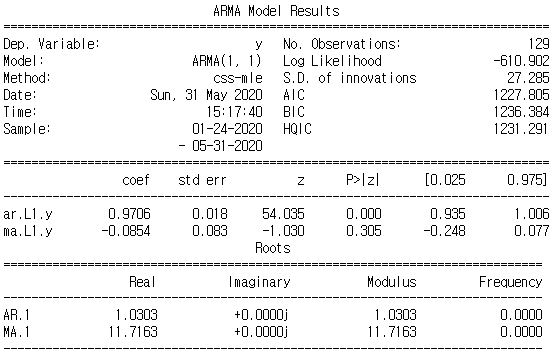 ARMA Model Results
==============================================================================
Dep. Variable: y No. Observations: 129
Model: ARMA(1, 1) Log Likelihood -610.902
Method: css-mle S.D. of innovations 27.285
Date: Sun, 31 May 2020 AIC 1227.805
Time: 15:17:40 BIC 1236.384
Sample: 01-24-2020 HQIC 1231.291
- 05-31-2020
==============================================================================
coef std err z P>|z| [0.025 0.975]
------------------------------------------------------------------------------
ar.L1.y 0.9706 0.018 54.035 0.000 0.935 1.006
ma.L1.y -0.0854 0.083 -1.030 0.305 -0.248 0.077
Roots
==============================================================================
Real Imaginary Modulus Frequency
------------------------------------------------------------------------------
AR.1 1.0303 +0.0000j 1.0303 0.0000
MA.1 11.7163 +0.0000j 11.7163 0.0000
------------------------------------------------------------------------------